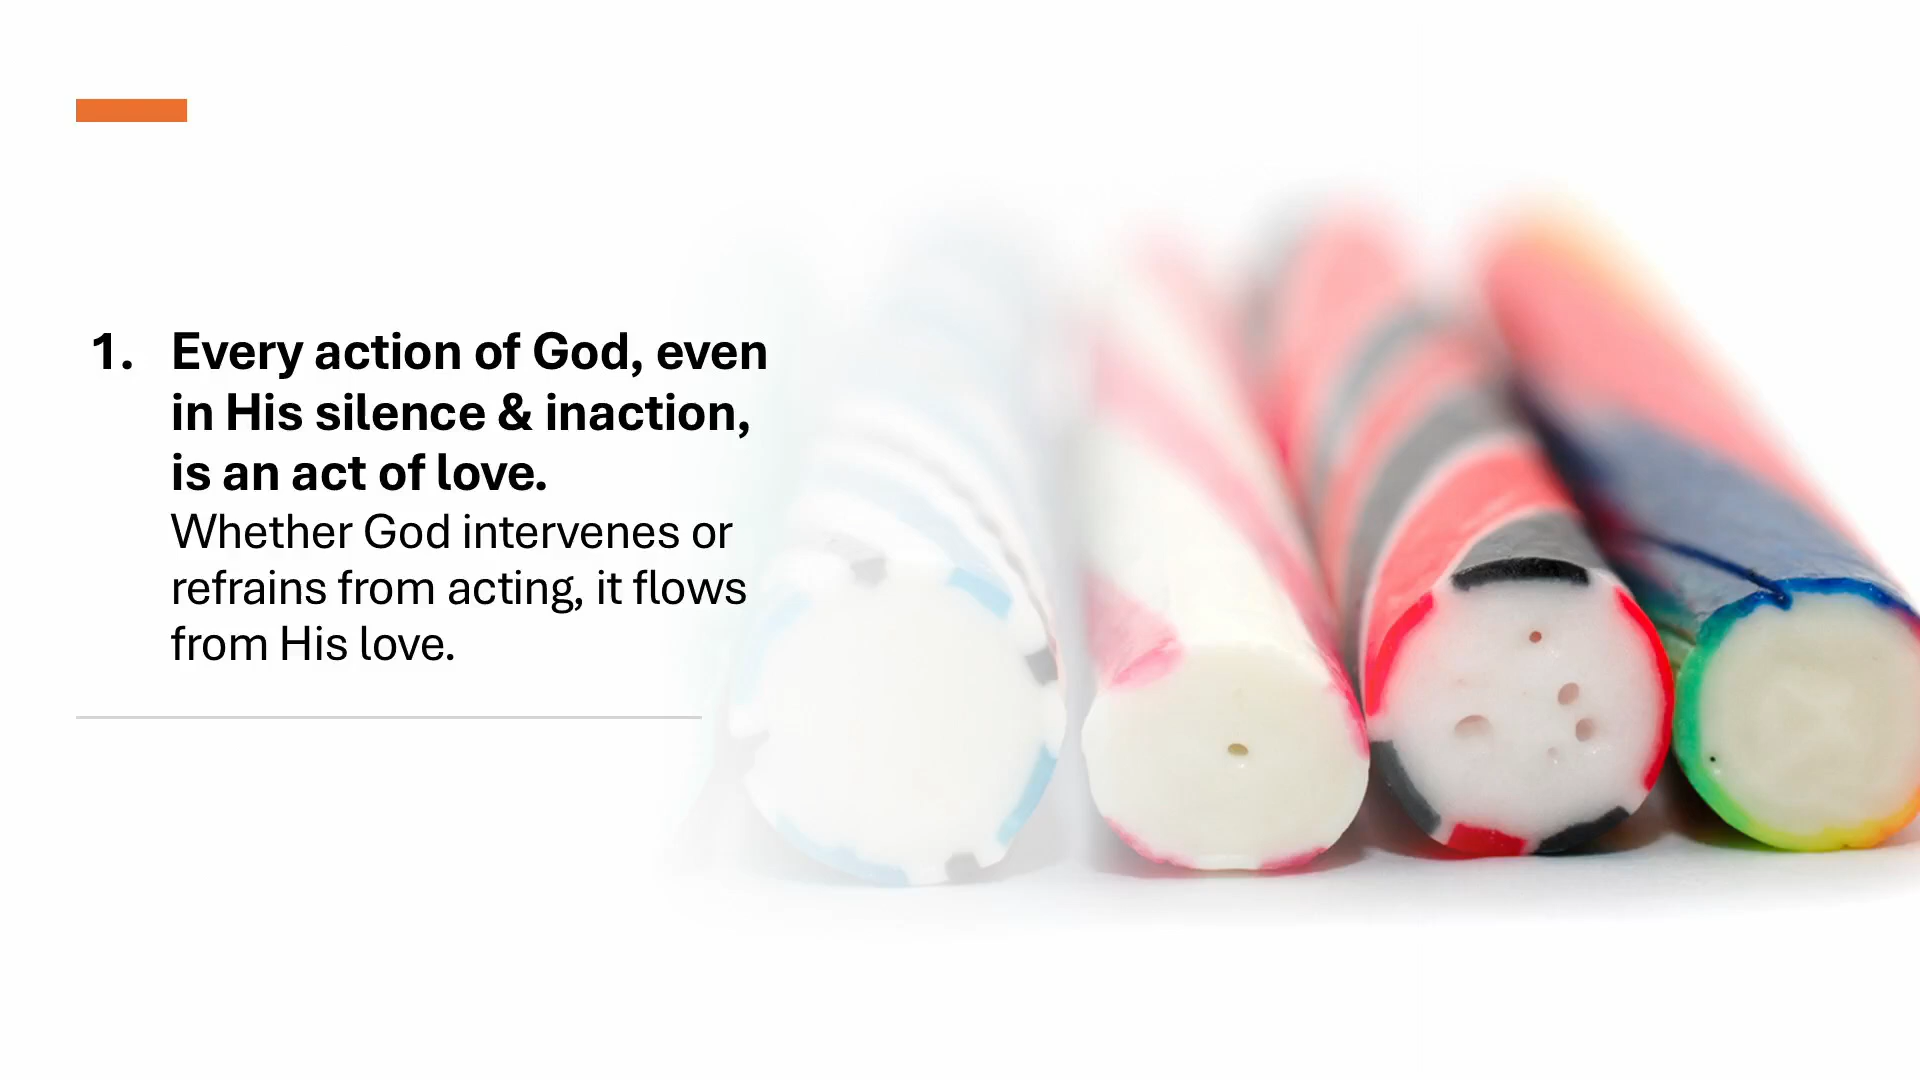 1. Every action of God, even
in His silence & inaction,
is an act of love.
Whether God intervenes or
refrains from acting, it flows
from His love.